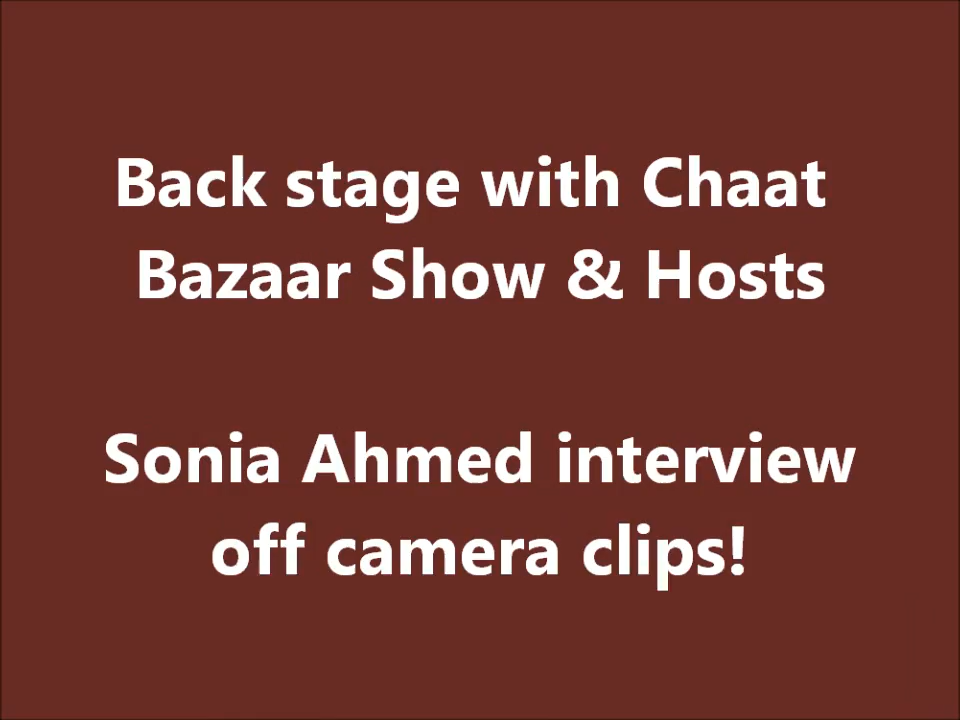 Back stage with Chaat
Bazaar Show & Hosts
Sonia Ahmed interview
off camera clips!